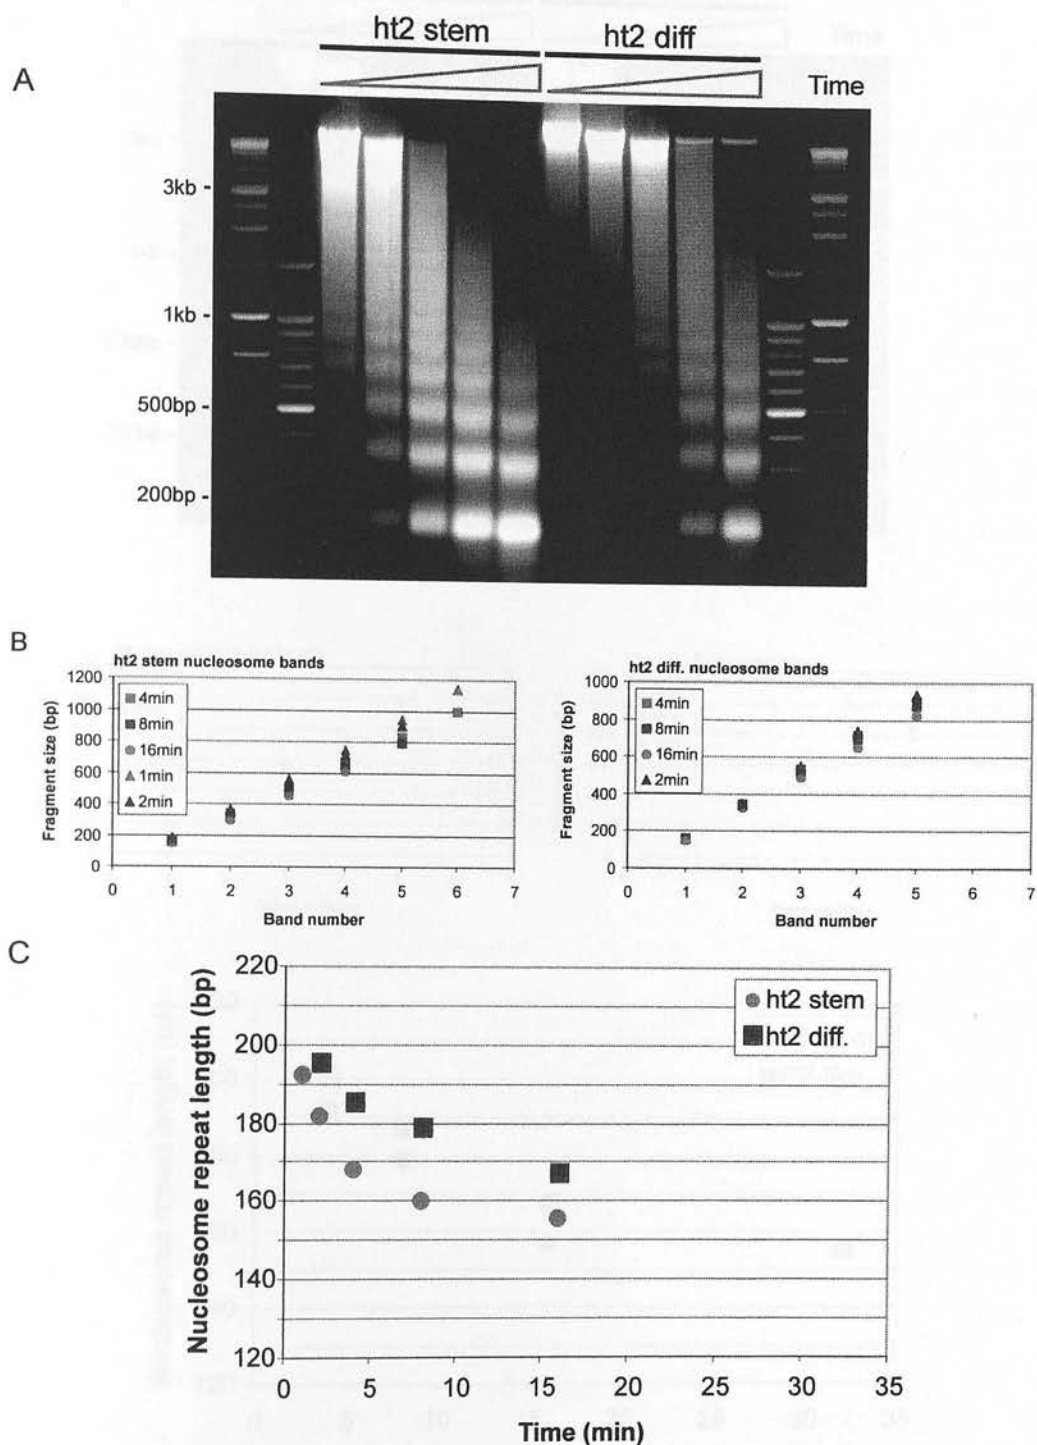 ht2 stem ht2 diff
A
Time
3kb -
1kb -
500bp -
200bp -
B
ht2 stem nucleosome bands
1200
1000
800
600
400
200
0
Fragment size (bp)
4min
8min
16min
1min
2min
0 1 2 3 4 5 6 7
Band number
ht2 diff. nucleosome bands
1000
800
600
400
200
0
Fragment size (bp)
4min
8min
16min
2min
0 1 2 3 4 5 6 7
Band number
C
220
200
180
160
140
120
Nucleosome repeat length (bp)
ht2 stem
ht2 diff.
0 5 10 15 20 25 30 35
Time (min)